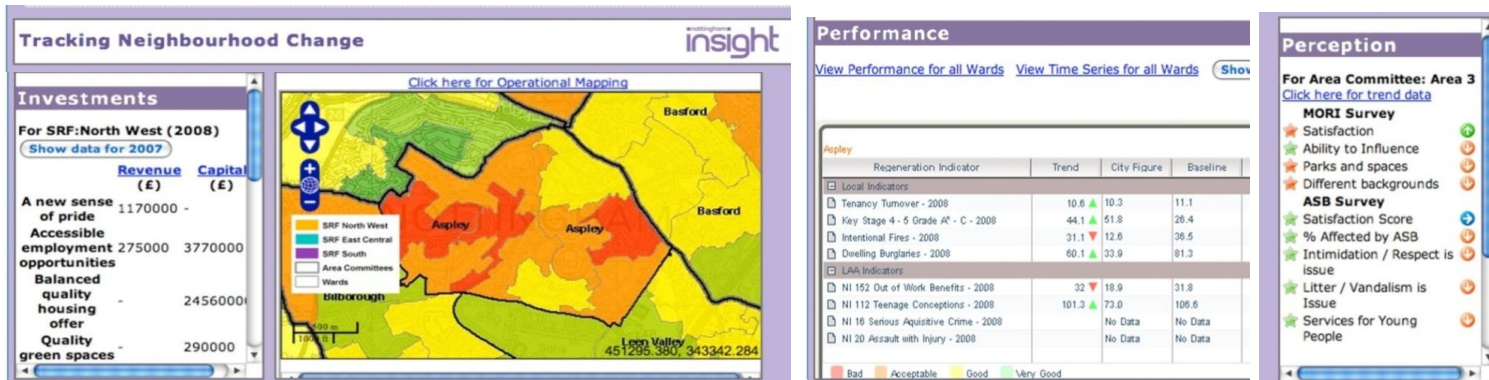 Tracking Neighbourhood Change
nottingham
insight
Investments
For SRF:North West (2008)
Show data for 2007
Revenue Capital
(£) (£)
A new sense
of pride 1170000 -
Accessible
employment 275000 3770000
opportunities
Balanced
quality
housing - 24560000
offer
Quality
green spaces - 290000
Click here for Operational Mapping
Basford
Basford
Aspley
Aspley
SRF North West
SRF East Central
SRF South
Area Committees
Wards
Bilborough
500 m
Leen Valley
451295.380, 343342.284
Performance
View Performance for all Wards View Time Series for all Wards Show
Aspley
Regeneration Indicator Trend City Figure Baseline
Local Indicators
Tenancy Turnover - 2008 10.6 10.3 11.1
Key Stage 4 - 5 Grade A* - C - 2008 44.1 51.8 26.4
Intentional Fires - 2008 31.1 12.6 36.5
Dwelling Burglaries - 2008 60.1 33.9 81.3
LAA Indicators
NI 152 Out of Work Benefits - 2008 32 18.9 31.8
NI 112 Teenage Conceptions - 2008 101.3 73.0 106.6
NI 16 Serious Aquisitive Crime - 2008 No Data No Data
NI 20 Assault with Injury - 2008 No Data No Data
Bad Acceptable Good Very Good
Perception
For Area Committee: Area 3
Click here for trend data
MORI Survey
Satisfaction
Ability to Influence
Parks and spaces
Different backgrounds
ASB Survey
Satisfaction Score
% Affected by ASB
Intimidation / Respect is
issue
Litter / Vandalism is
Issue
Services for Young
People